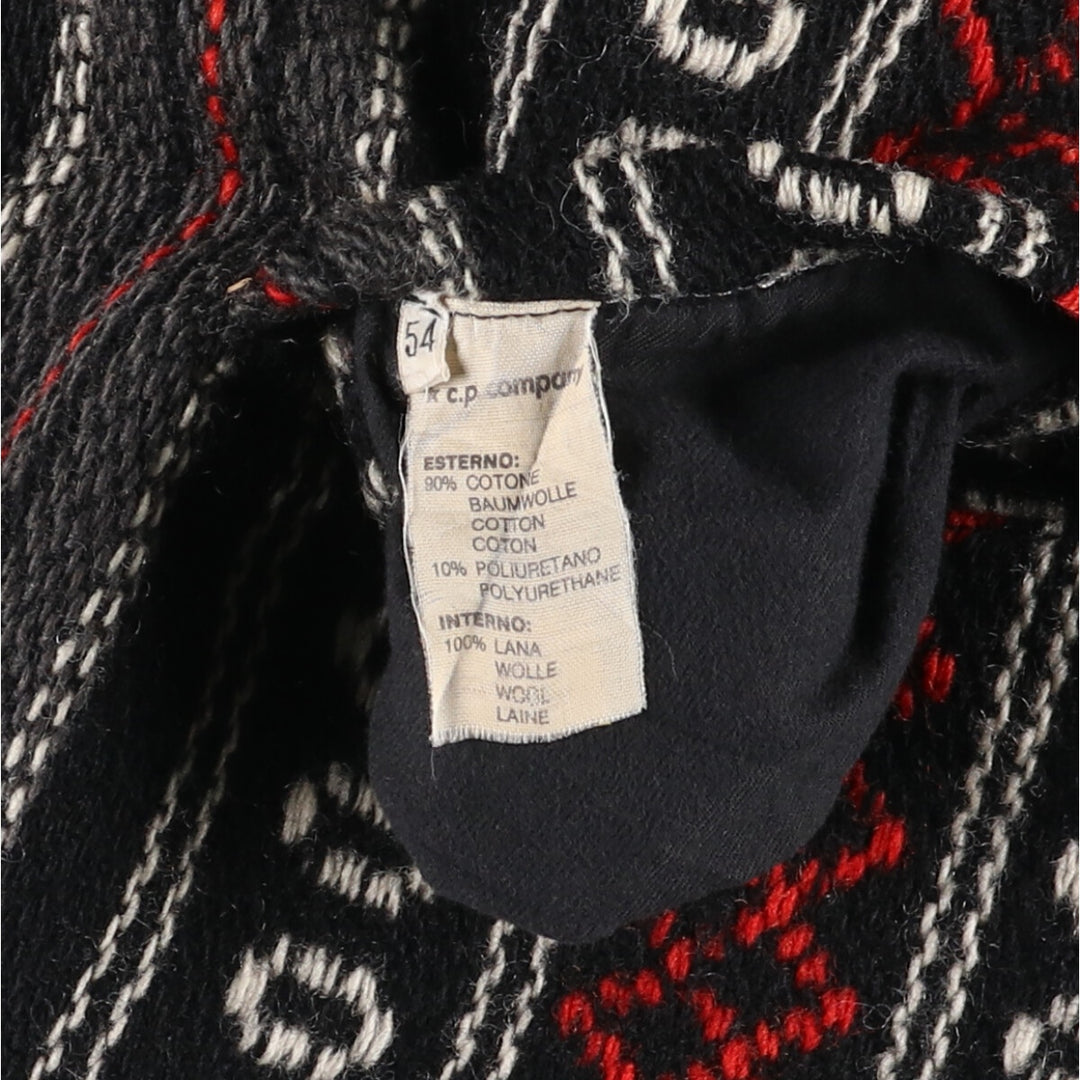 54
c.p company
ESTERNO:
90% COTONE
BAUMWOLLE
COTTON
COTON
10% POLIURETANO
POLYURETHANE
INTERNO:
100% LANA
WOLLE
WOOL
LAINE